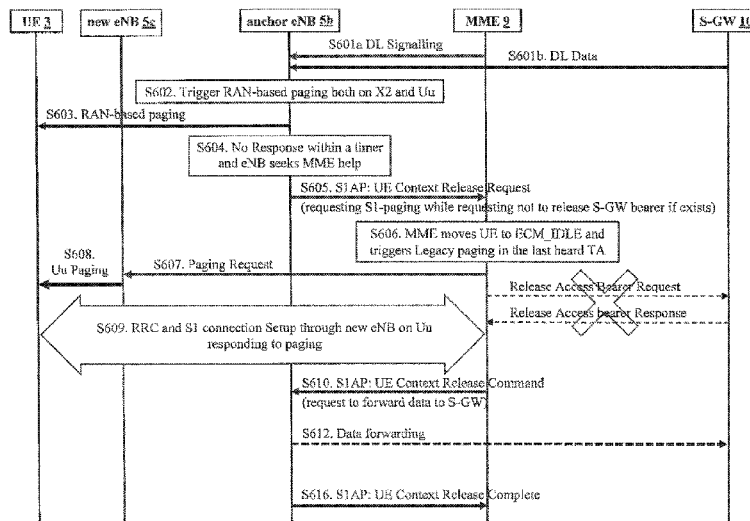 UE 3 new eNB 5c anchor eNB 5b MME 9 S-GW 10
S601a DL Signalling
S601b. DL Data
S602. Trigger RAN-based paging both on X2 and Uu
S603. RAN-based paging
S604. No Response within a timer
and eNB seeks MME help
S605. S1AP: UE Context Release Request
(requesting S1-paging while requesting not to release S-GW bearer if exists)
S606. MME moves UE to ECM_IDLE and
triggers Legacy paging in the last heard TA
S607. Paging Request
S608.
Uu Paging
Release Access Bearer Request
Release Access bearer Response
S609. RRC and S1 connection Setup through new eNB on Uu
responding to paging
S610. S1AP: UE Context Release Command
(request to forward data to S-GW)
S612. Data forwarding
S616. S1AP: UE Context Release Complete